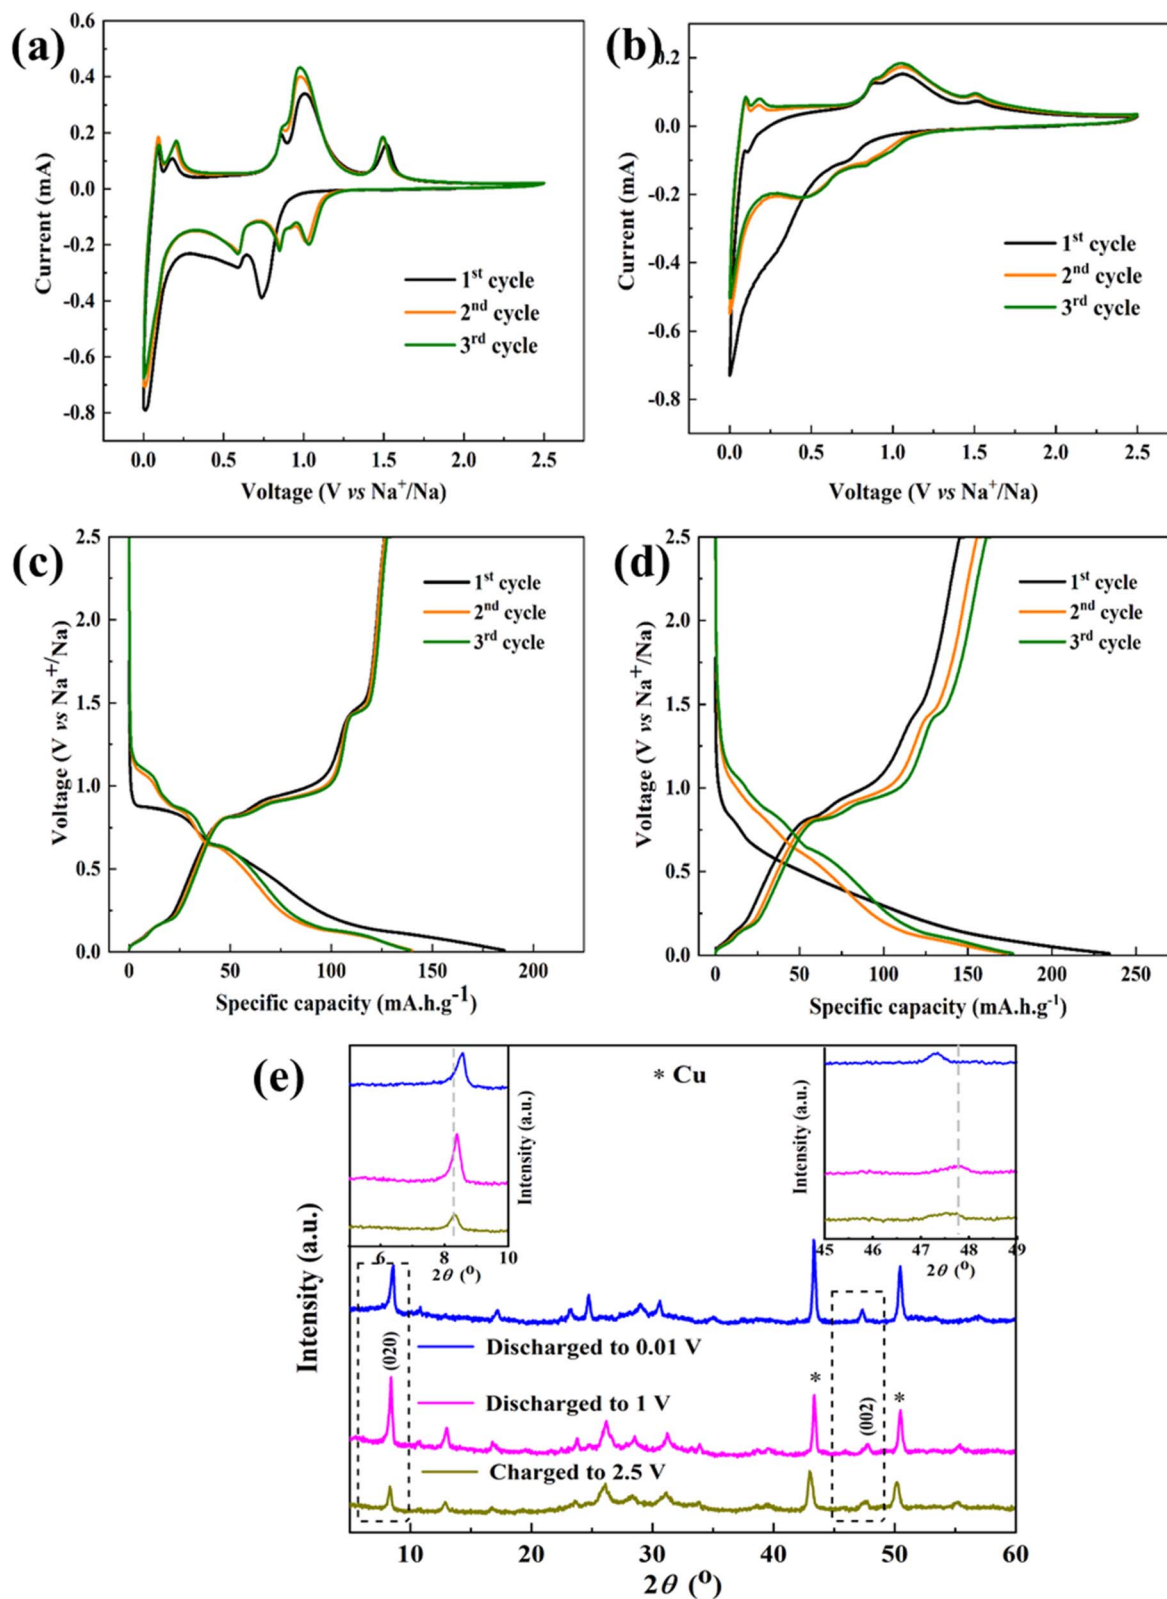 (a)
0.6
0.4
0.2
0.0
-0.2
-0.4
-0.6
-0.8
Current (mA)
1st cycle
2nd cycle
3rd cycle
0.0 0.5 1.0 1.5 2.0 2.5
Voltage (V vs Na+/Na)
(b)
0.2
0.0
-0.2
-0.4
-0.6
-0.8
Current (mA)
1st cycle
2nd cycle
3rd cycle
0.0 0.5 1.0 1.5 2.0 2.5
Voltage (V vs Na+/Na)
(c)
2.5
2.0
1.5
1.0
0.5
0.0
Voltage (V vs Na+/Na)
1st cycle
2nd cycle
3rd cycle
0 50 100 150 200
Specific capacity (mA.h.g-1)
(d)
2.5
2.0
1.5
1.0
0.5
0.0
Voltage (V vs Na+/Na)
1st cycle
2nd cycle
3rd cycle
0 50 100 150 200 250
Specific capacity (mA.h.g-1)
(e)
* Cu
6 8 10
2θ (°)
Intensity (a.u.)
Intensity (a.u.)
45 46 47 48 49
2θ (°)
Intensity (a.u.)
Discharged to 0.01 V
(020)
Discharged to 1 V
*
(002)
*
Charged to 2.5 V
10 20 30 40 50 60
2θ (°)